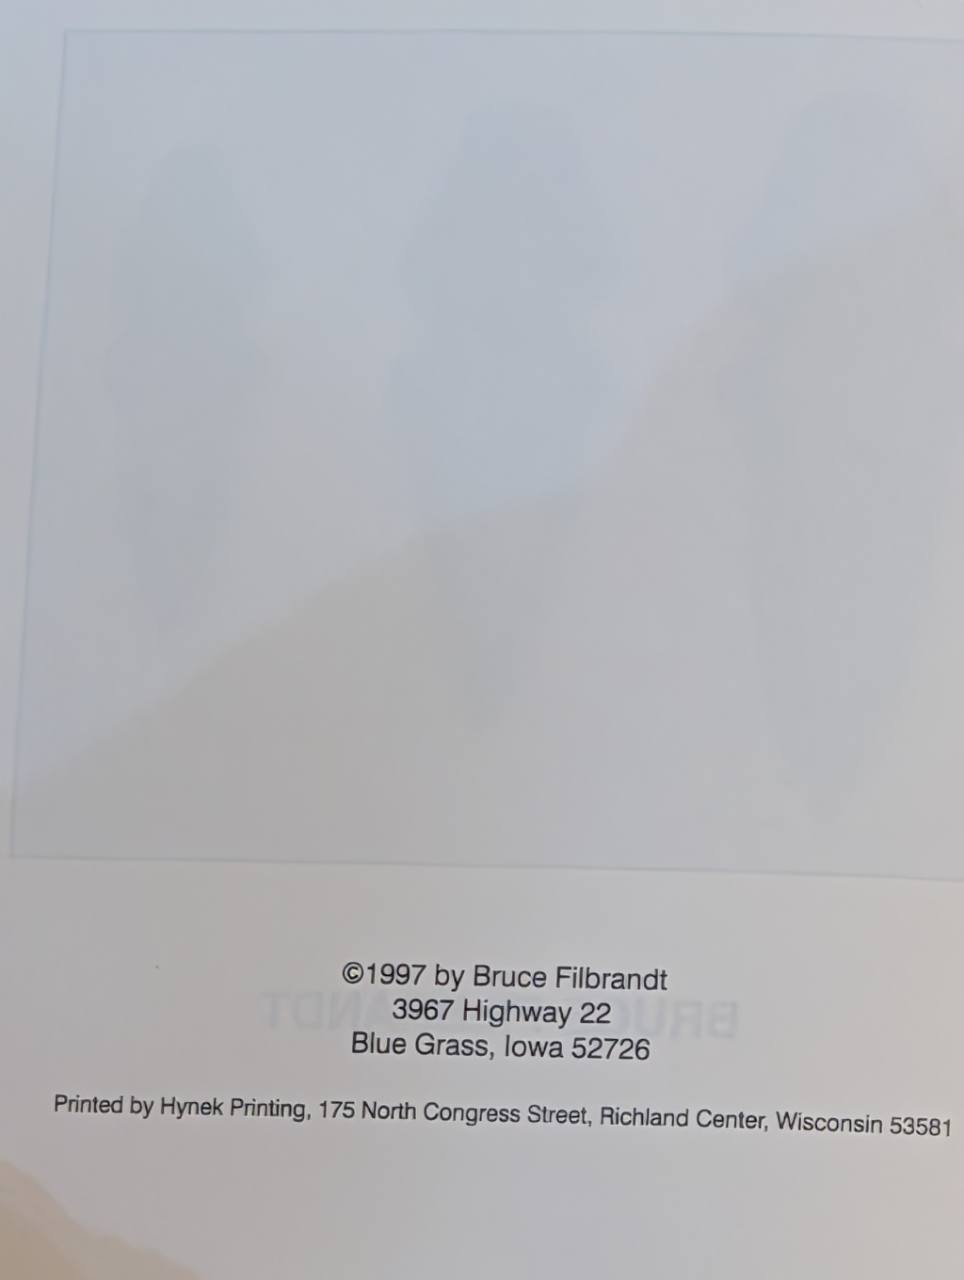 ©1997 by Bruce Filbrandt
3967 Highway 22
Blue Grass, Iowa 52726
Printed by Hynek Printing, 175 North Congress Street, Richland Center, Wisconsin 53581